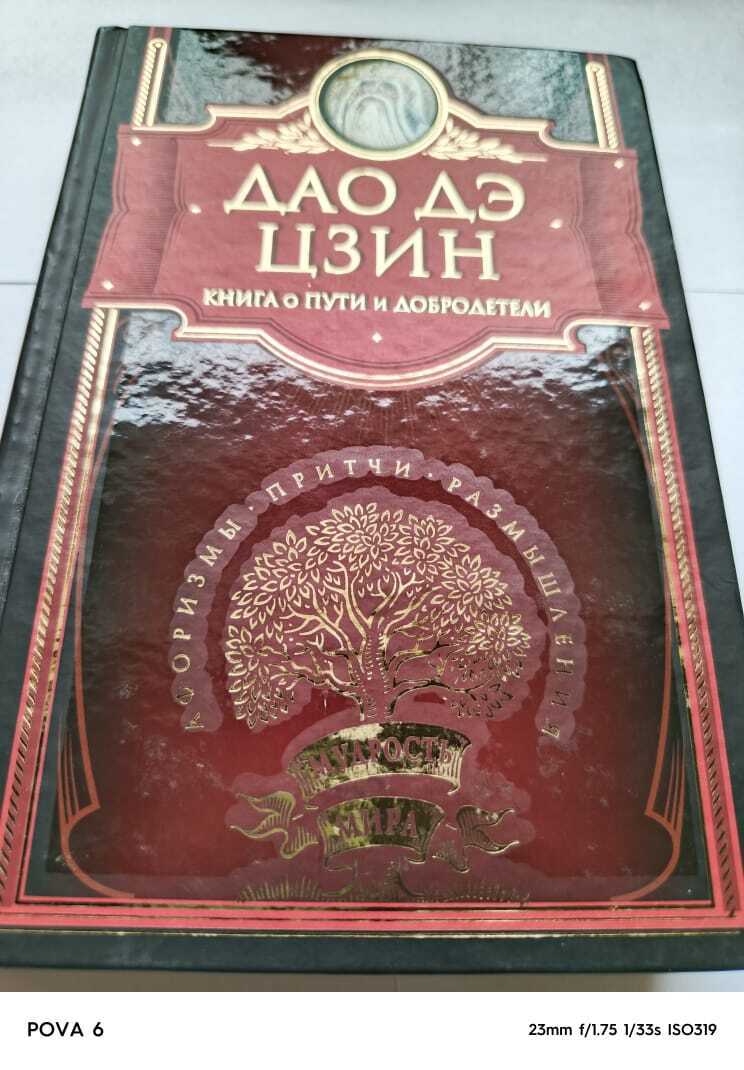 ДАО ДЭ
ЦЗИН
КНИГА О ПУТИ И ДОБРОДЕТЕЛИ
АФОРИЗМЫ · ПРИТЧИ · РАЗМЫШЛЕНИЯ
МУДРОСТЬ
МИРА
POVA 6
23mm f/1.75 1/33s ISO319